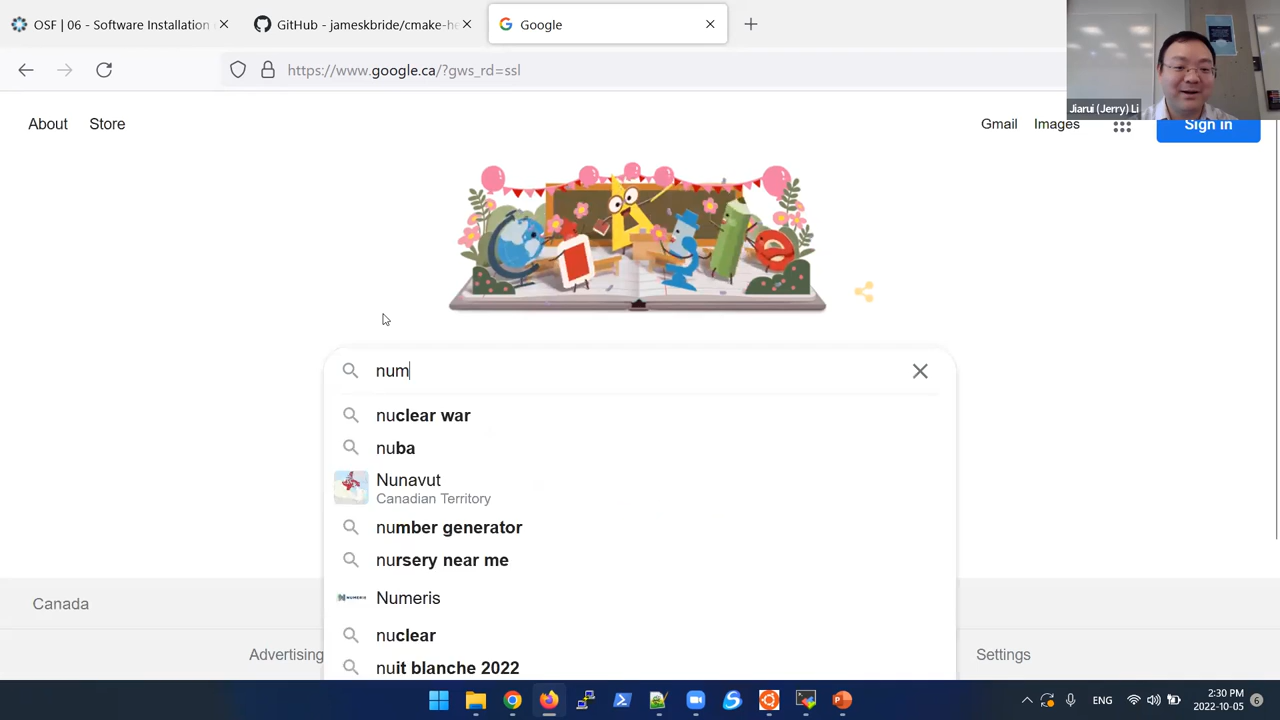 OSF | 06 - Software Installation
GitHub - jameskbride/cmake-he
Google
https://www.google.ca/?gws_rd=ssl
Jiarui (Jerry) Li
About
Store
Gmail
Images
Sign in
num
nuclear war
nuba
Nunavut
Canadian Territory
number generator
nursery near me
NUMERIS
Numeris
nuclear
nuit blanche 2022
Canada
Advertising
Settings
ENG
2:30 PM
2022-10-05
6